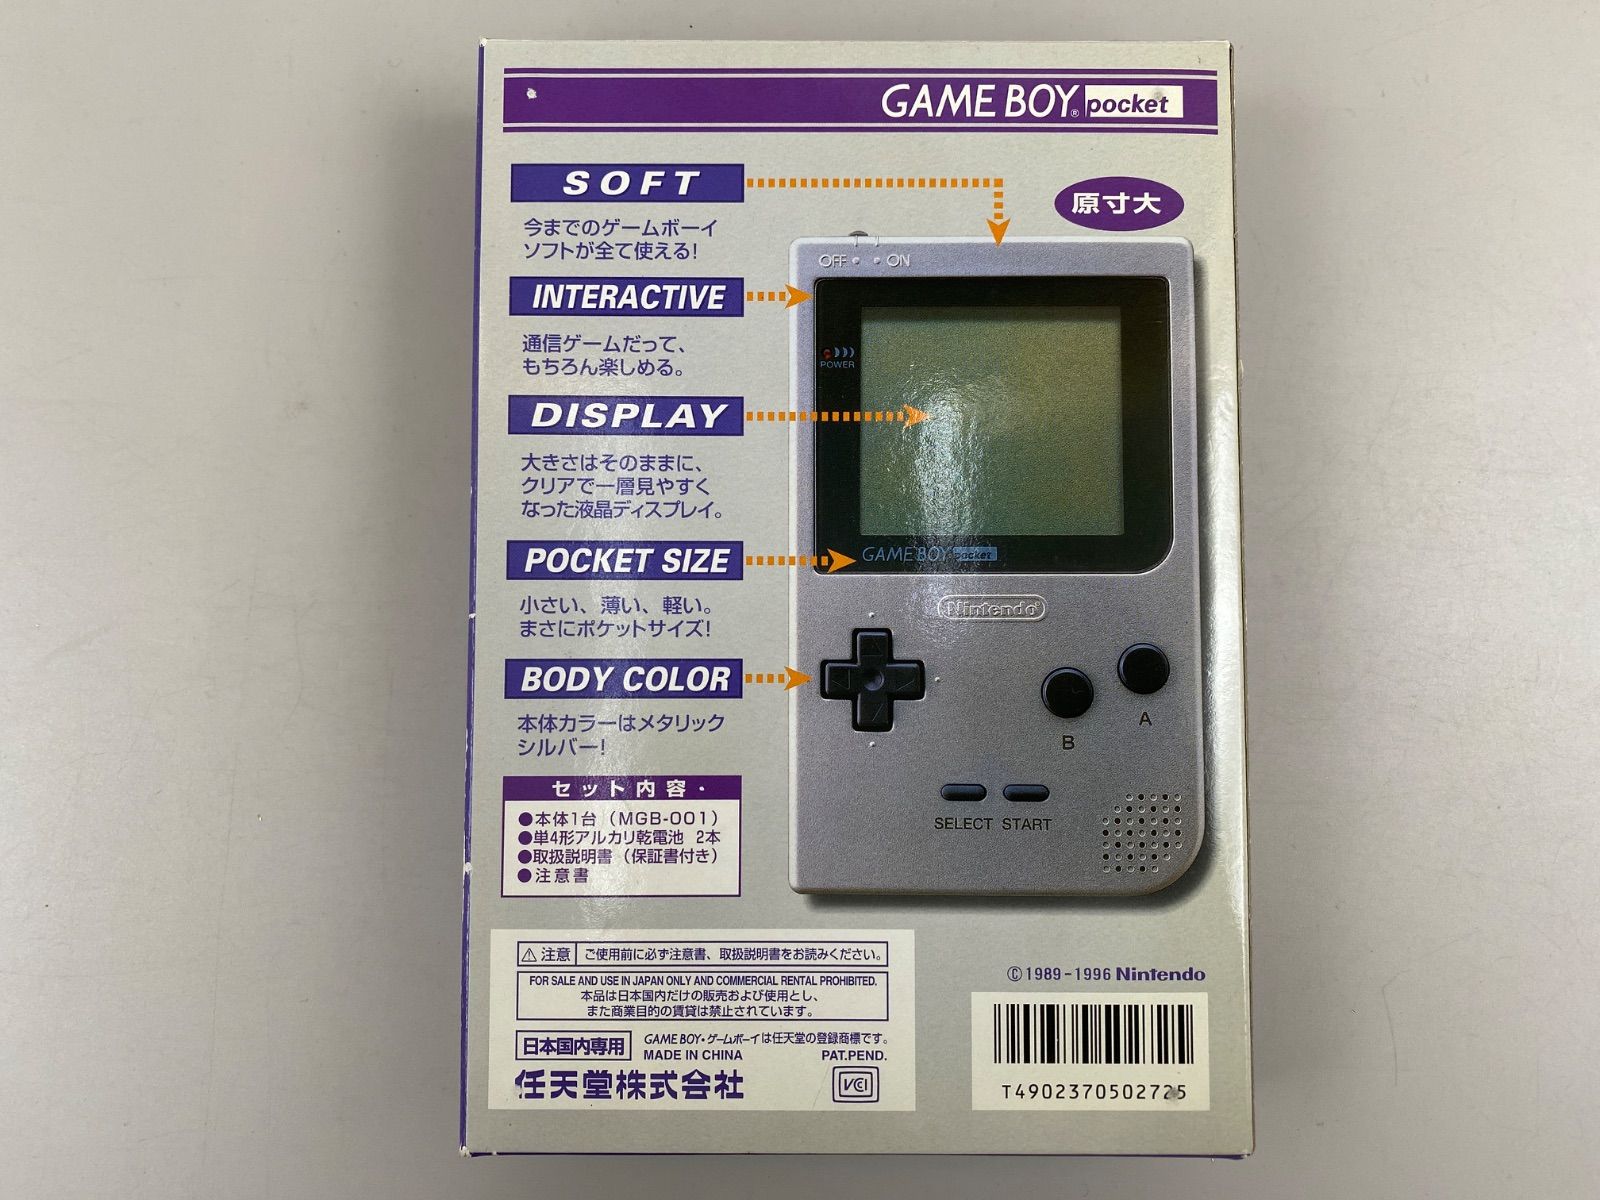 GAME BOY® pocket
SOFT
今までのゲームボーイ
ソフトが全て使える!
INTERACTIVE
通信ゲームだって、
もちろん楽しめる。
DISPLAY
大きさはそのままに、
クリアで一層見やすく
なった液晶ディスプレイ。
POCKET SIZE
小さい、薄い、軽い。
まさにポケットサイズ!
BODY COLOR
本体カラーはメタリック
シルバー!
セット内容・
●本体1台(MGB-001)
●単4形アルカリ乾電池 2本
●取扱説明書(保証書付き)
●注意書
原寸大
OFF ON
POWER
GAME BOY pocket
Nintendo®
B
A
SELECT START
⚠注意 ご使用前に必ず注意書、取扱説明書をお読みください。
FOR SALE AND USE IN JAPAN ONLY AND COMMERCIAL RENTAL PROHIBITED.
本品は日本国内だけの販売および使用とし、
また商業目的の賃貸は禁止されています。
日本国内専用
GAME BOY・ゲームボーイは任天堂の登録商標です。
MADE IN CHINA PAT.PEND.
任天堂株式会社
VCI
©1989-1996 Nintendo
T4902370502725